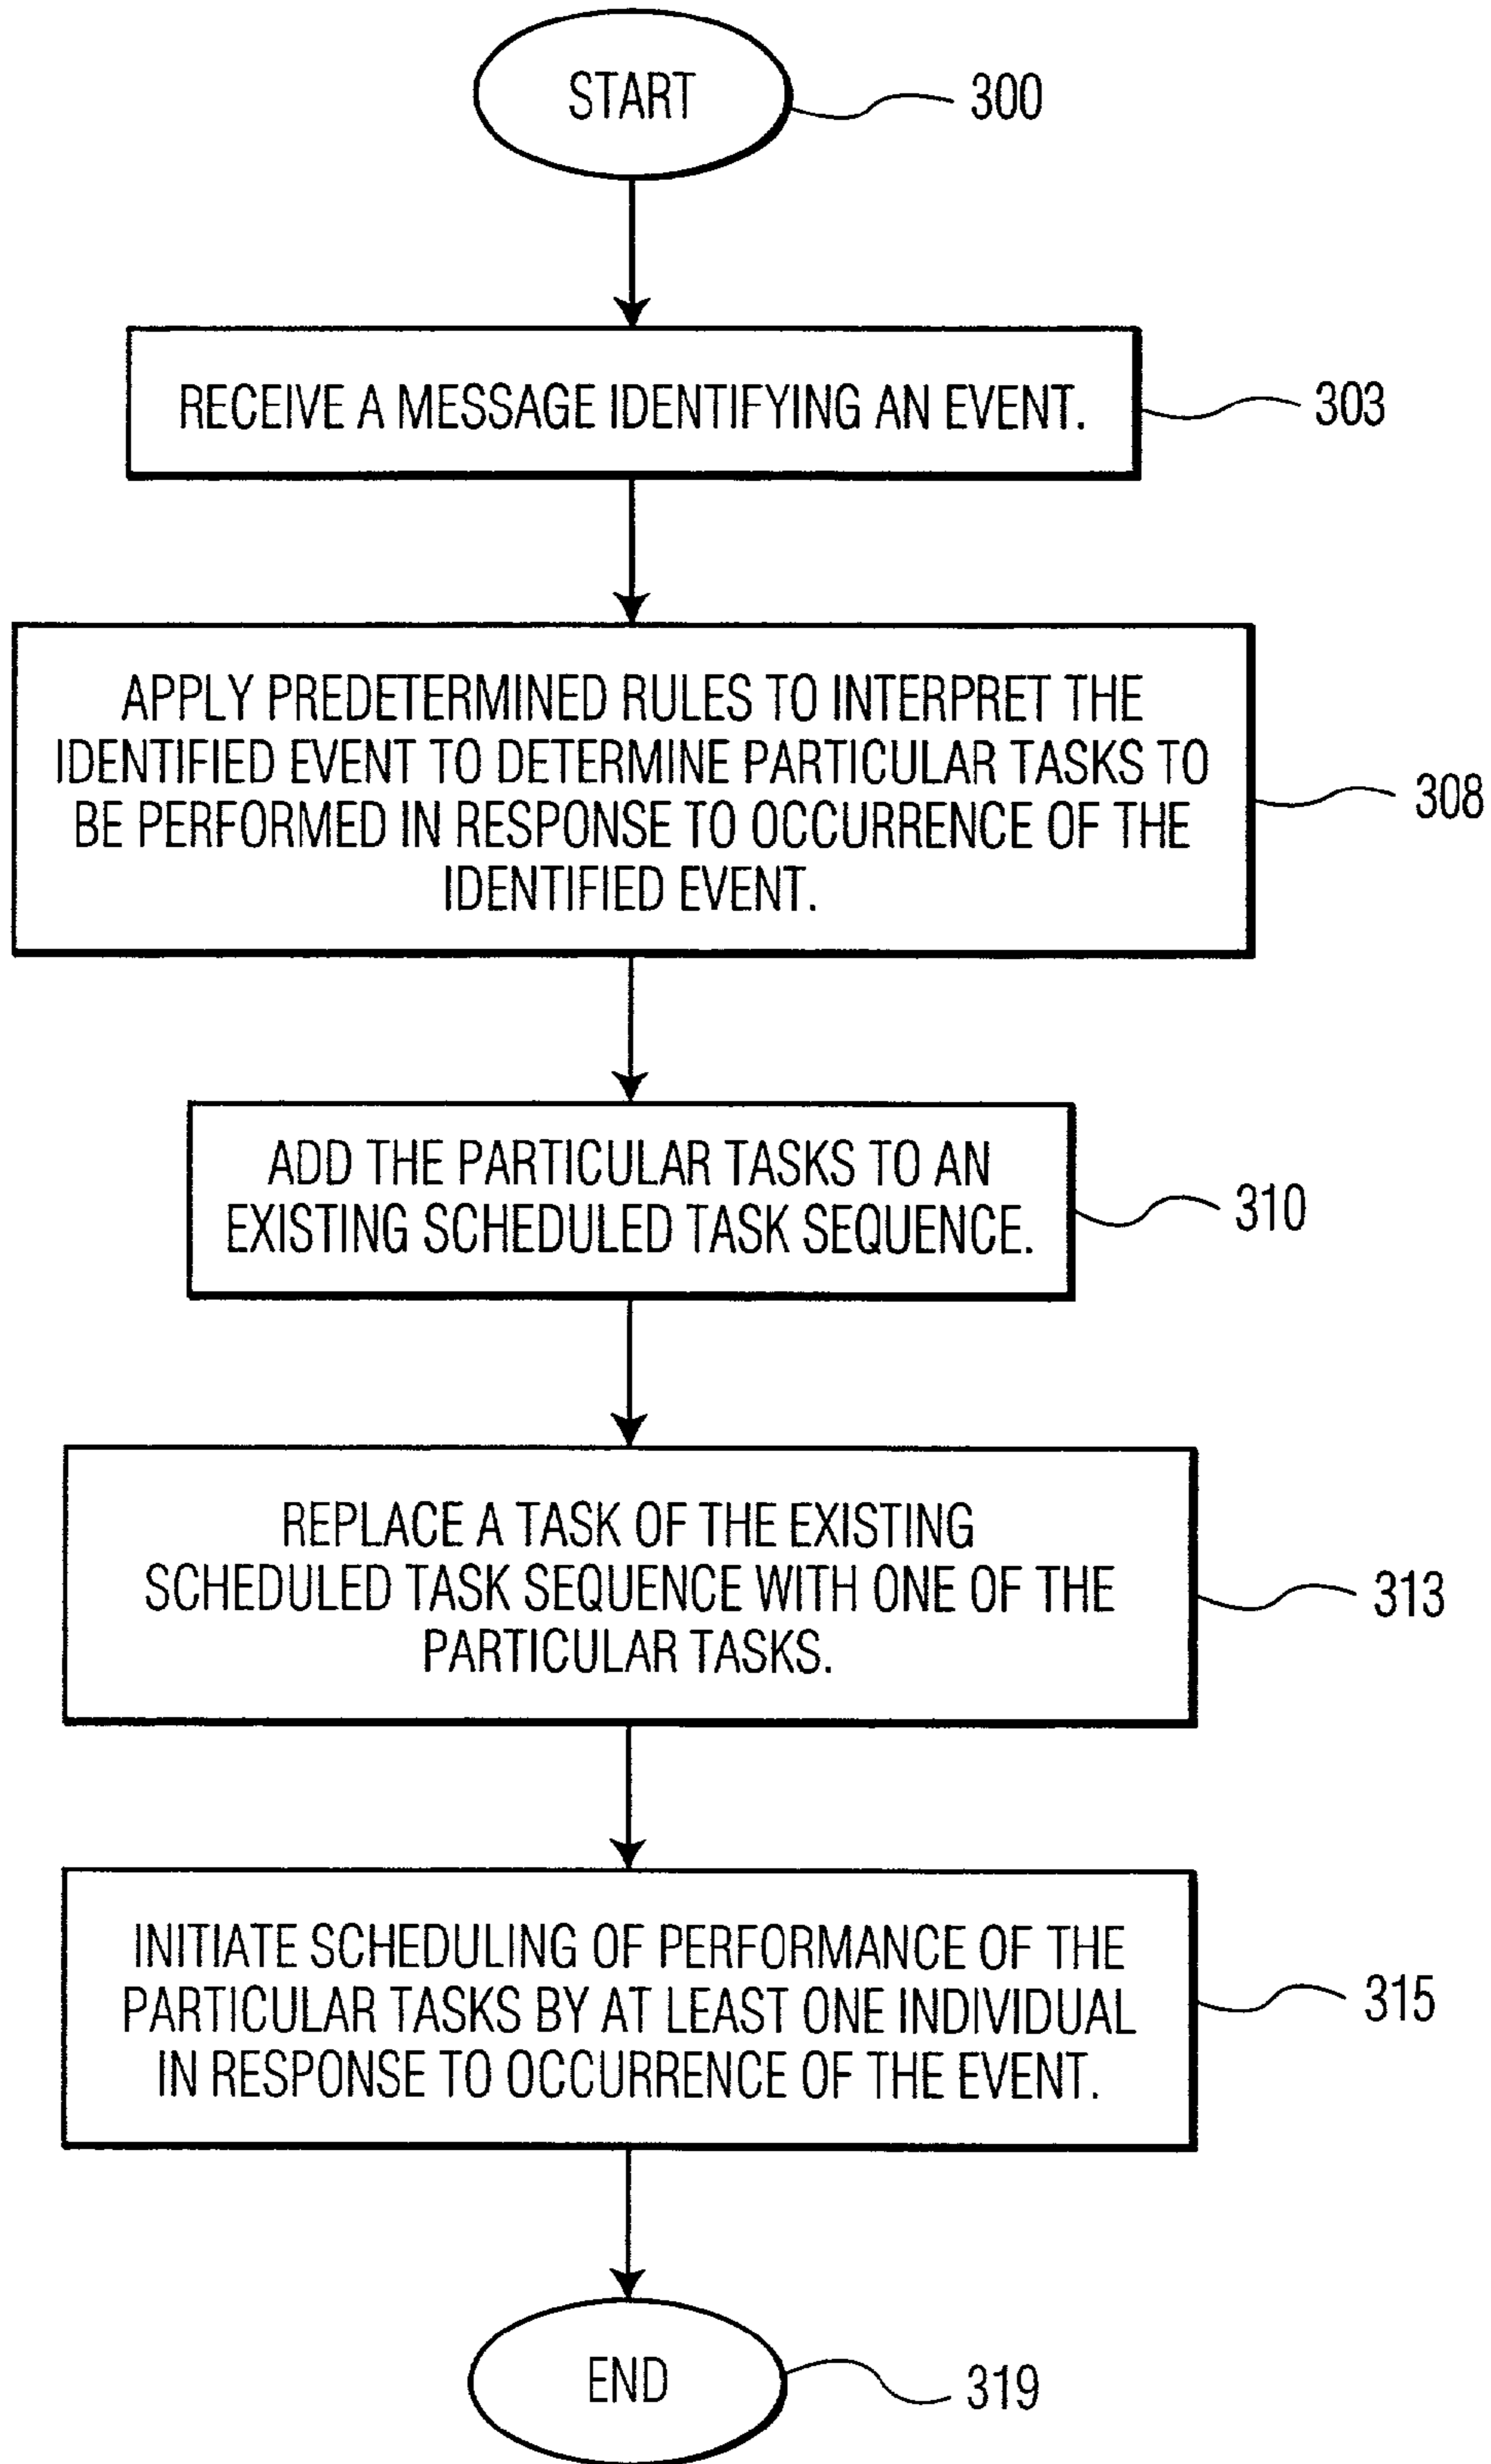 START
300
RECEIVE A MESSAGE IDENTIFYING AN EVENT.
303
APPLY PREDETERMINED RULES TO INTERPRET THE
IDENTIFIED EVENT TO DETERMINE PARTICULAR TASKS TO
BE PERFORMED IN RESPONSE TO OCCURRENCE OF THE
IDENTIFIED EVENT.
308
ADD THE PARTICULAR TASKS TO AN
EXISTING SCHEDULED TASK SEQUENCE.
310
REPLACE A TASK OF THE EXISTING
SCHEDULED TASK SEQUENCE WITH ONE OF THE
PARTICULAR TASKS.
313
INITIATE SCHEDULING OF PERFORMANCE OF THE
PARTICULAR TASKS BY AT LEAST ONE INDIVIDUAL
IN RESPONSE TO OCCURRENCE OF THE EVENT.
315
END
319